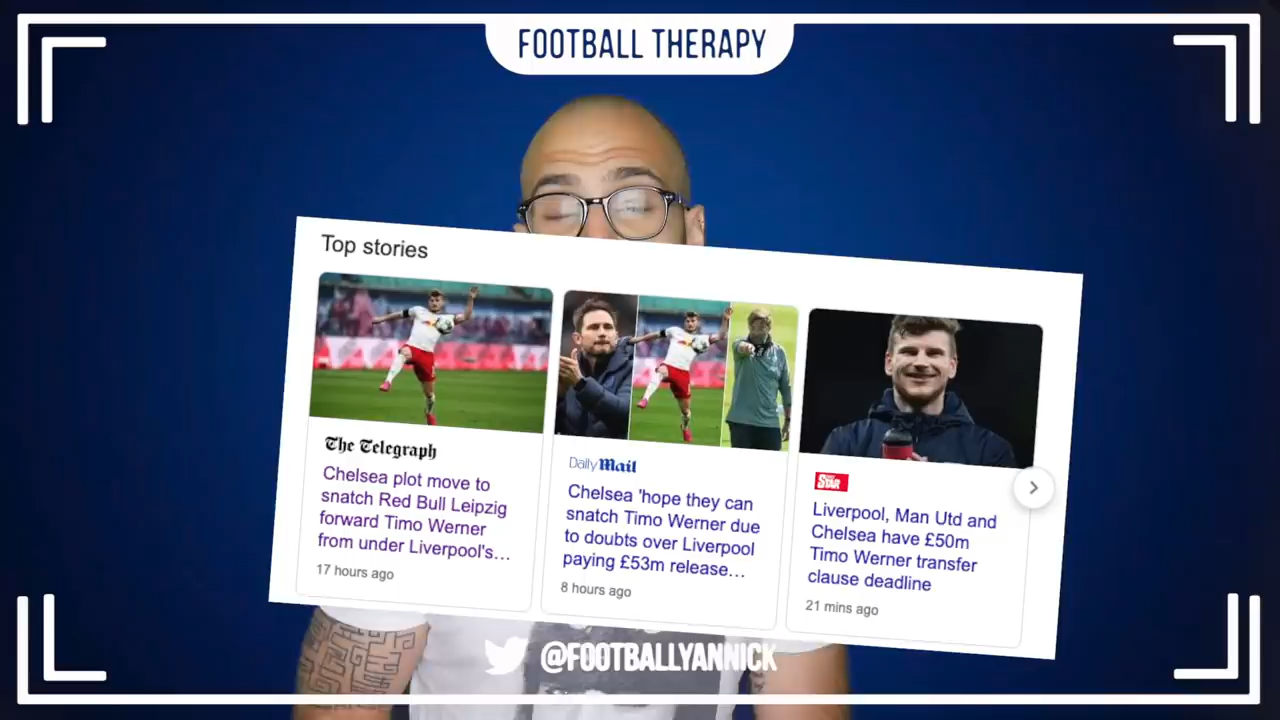 FOOTBALL THERAPY
Top stories
The Telegraph
Chelsea plot move to
snatch Red Bull Leipzig
forward Timo Werner
from under Liverpool's...
17 hours ago
Daily Mail
Chelsea 'hope they can
snatch Timo Werner due
to doubts over Liverpool
paying £53m release...
8 hours ago
STAR
Liverpool, Man Utd and
Chelsea have £50m
Timo Werner transfer
clause deadline
21 mins ago
@FOOTBALLYANNICK